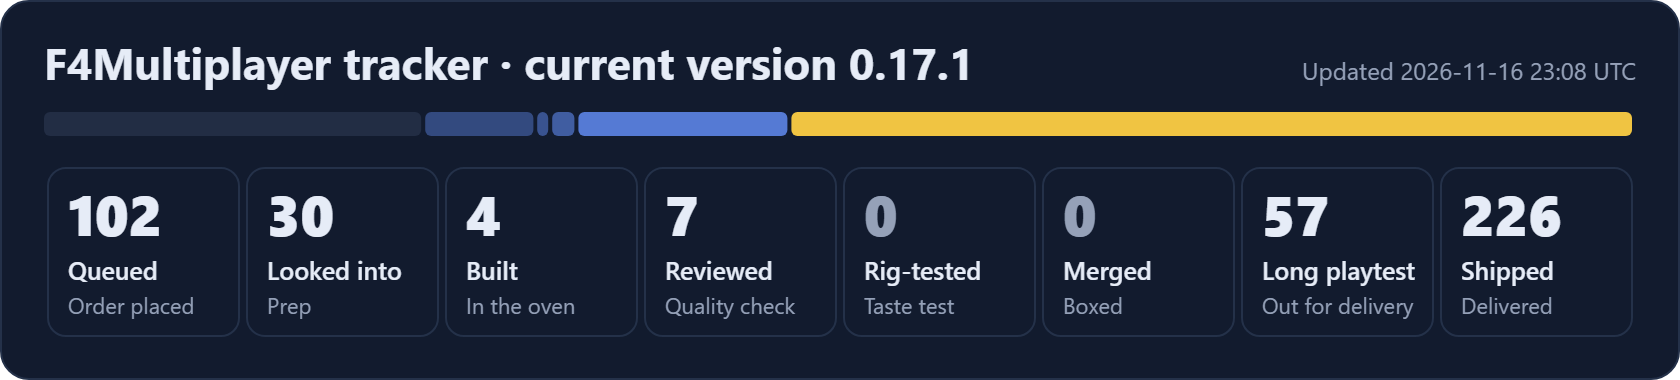 F4Multiplayer tracker · current version 0.17.1
Updated 2026-11-16 23:08 UTC
102
Queued
Order placed
30
Looked into
Prep
4
Built
In the oven
7
Reviewed
Quality check
0
Rig-tested
Taste test
0
Merged
Boxed
57
Long playtest
Out for delivery
226
Shipped
Delivered